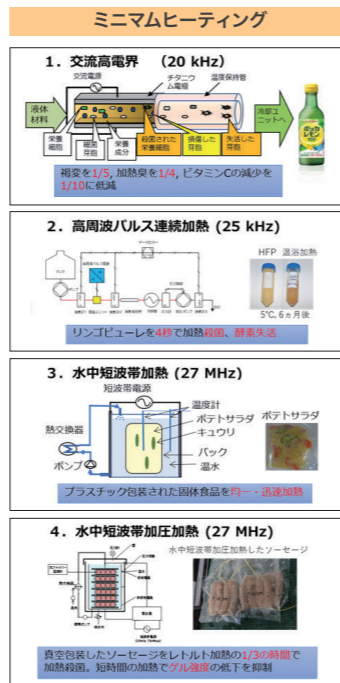 ミニマムヒーティング
1．交流高電界　（20 kHz）
交流電源
チタニウム電極
温度保持管
液体材料
冷却ユニットへ
ポッカレモン
栄養細胞
細菌芽胞
栄養成分
殺菌された栄養細胞
損傷した芽胞
失活した芽胞
褐変を1/5, 加熱臭を1/4, ビタミンCの減少を
1/10に低減
2．高周波パルス連続加熱 (25 kHz)
HFP　温浴加熱
5℃, 6ヵ月後
リンゴピューレを4秒で加熱殺菌、酵素失活
3．水中短波帯加熱 (27 MHz)
短波帯電源
温度計
ポテトサラダ
ポテトサラダ
キュウリ
熱交換器
パック
ポンプ
温水
プラスチック包装された固体食品を均一・迅速加熱
4．水中短波帯加圧加熱 (27 MHz)
水中短波帯加圧加熱したソーセージ
真空包装したソーセージをレトルト加熱の1/3の時間で
加熱殺菌。短時間の加熱でゲル強度の低下を抑制